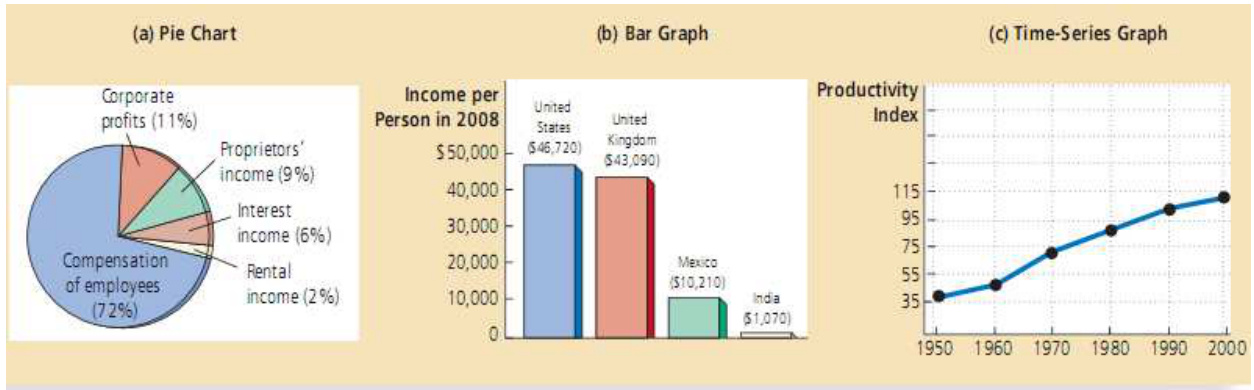 (a) Pie Chart
Corporate
profits (11%)
Proprietors’
income (9%)
Interest
income (6%)
Rental
income (2%)
Compensation
of employees
(72%)
(b) Bar Graph
Income per
Person in 2008
$50,000
40,000
30,000
20,000
10,000
0
United
States
($46,720)
United
Kingdom
($43,090)
Mexico
($10,210)
India
($1,070)
(c) Time-Series Graph
Productivity
Index
115
95
75
55
35
1950 1960 1970 1980 1990 2000